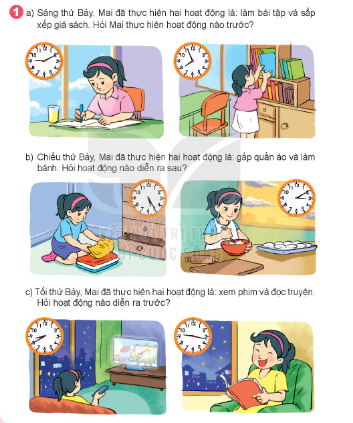 1 a) Sáng thứ Bảy, Mai đã thực hiện hai hoạt động là: làm bài tập và sắp
xếp giá sách. Hỏi Mai thực hiện hoạt động nào trước?
b) Chiều thứ Bảy, Mai đã thực hiện hai hoạt động là: gấp quần áo và làm
bánh. Hỏi hoạt động nào diễn ra sau?
c) Tối thứ Bảy, Mai đã thực hiện hai hoạt động là: xem phim và đọc truyện.
Hỏi hoạt động nào diễn ra trước?